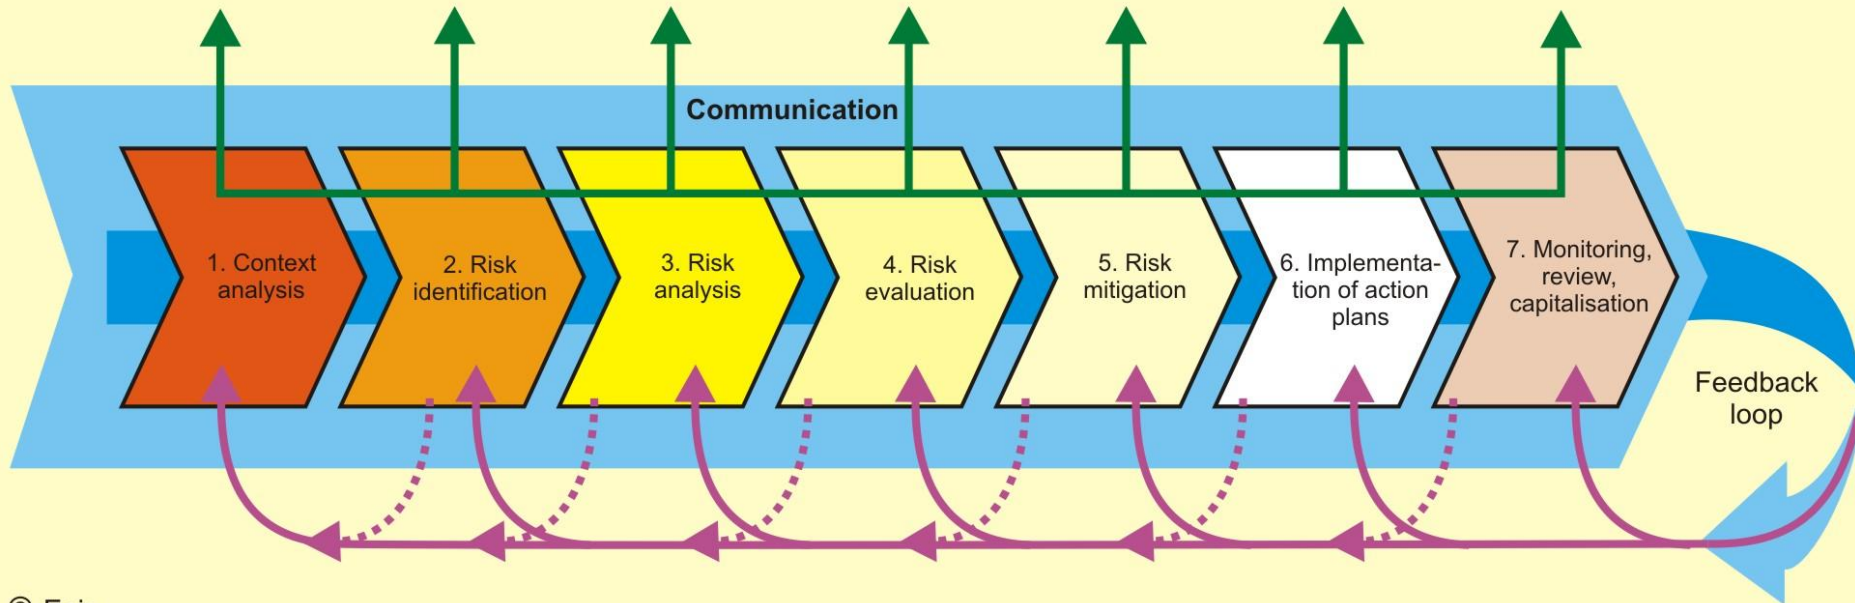 Communication
1. Context
analysis
2. Risk
identification
3. Risk
analysis
4. Risk
evaluation
5. Risk
mitigation
6. Implementa-
tion of action
plans
7. Monitoring,
review,
capitalisation
Feedback
loop